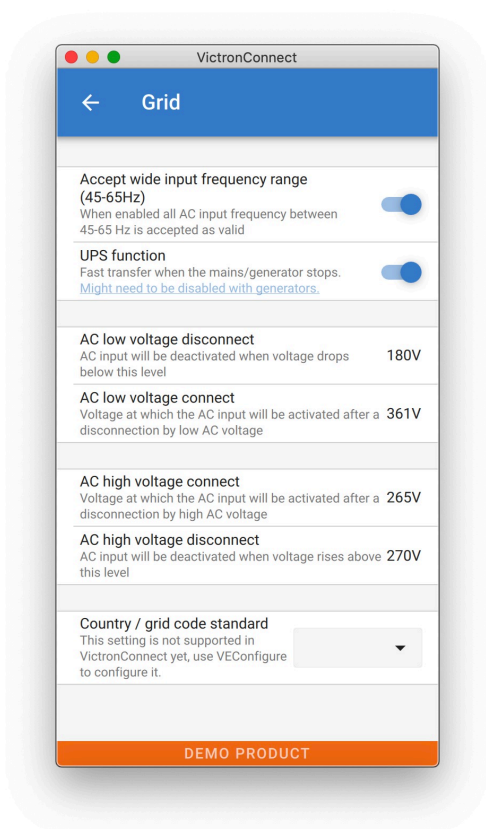 VictronConnect
Grid
Accept wide input frequency range
(45-65Hz)
When enabled all AC input frequency between
45-65 Hz is accepted as valid
UPS function
Fast transfer when the mains/generator stops.
Might need to be disabled with generators.
AC low voltage disconnect
AC input will be deactivated when voltage drops
below this level
180V
AC low voltage connect
Voltage at which the AC input will be activated after a
disconnection by low AC voltage
361V
AC high voltage connect
Voltage at which the AC input will be activated after a
disconnection by high AC voltage
265V
AC high voltage disconnect
AC input will be deactivated when voltage rises above
this level
270V
Country / grid code standard
This setting is not supported in
VictronConnect yet, use VEConfigure
to configure it.
DEMO PRODUCT